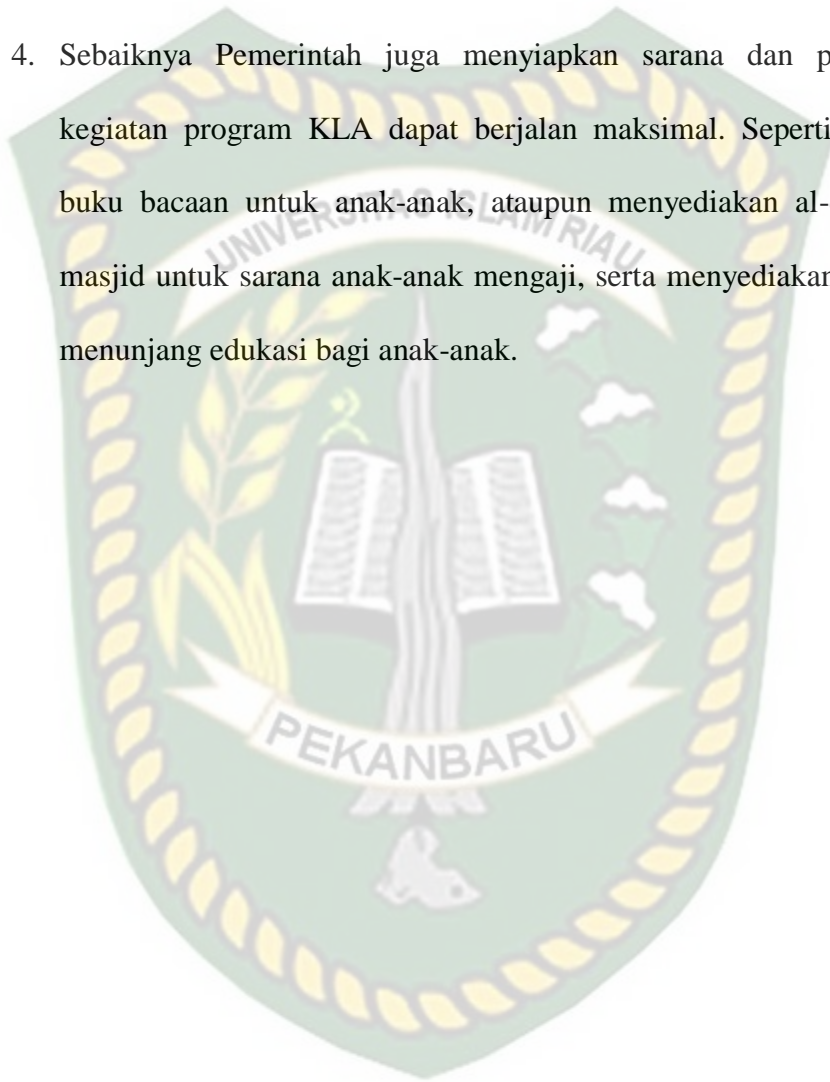 4. Sebaiknya Pemerintah juga menyiapkan sarana dan p
kegiatan program KLA dapat berjalan maksimal. Seperti
buku bacaan untuk anak-anak, ataupun menyediakan al-
UNIVERSITAS ISLAM RIAU
masjid untuk sarana anak-anak mengaji, serta menyediakan
menunjang edukasi bagi anak-anak.
PEKANBARU